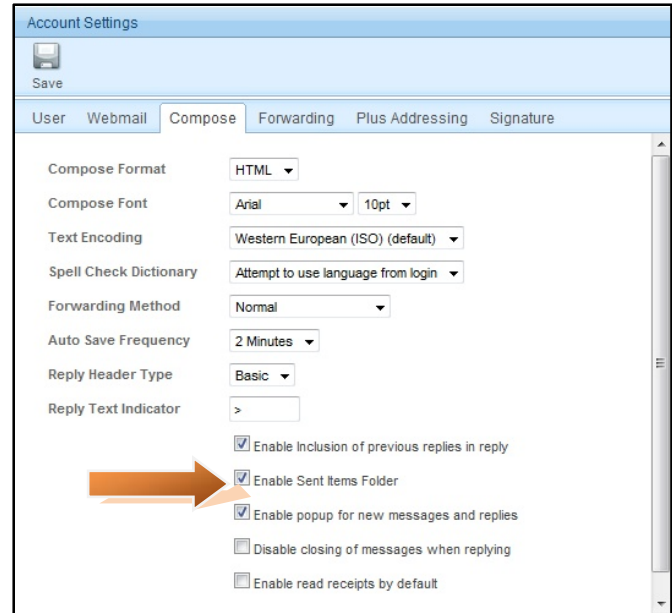 Account Settings
Save
User Webmail Compose Forwarding Plus Addressing Signature
Compose Format HTML
Compose Font Arial 10pt
Text Encoding Western European (ISO) (default)
Spell Check Dictionary Attempt to use language from login
Forwarding Method Normal
Auto Save Frequency 2 Minutes
Reply Header Type Basic
Reply Text Indicator >
Enable Inclusion of previous replies in reply
Enable Sent Items Folder
Enable popup for new messages and replies
Disable closing of messages when replying
Enable read receipts by default